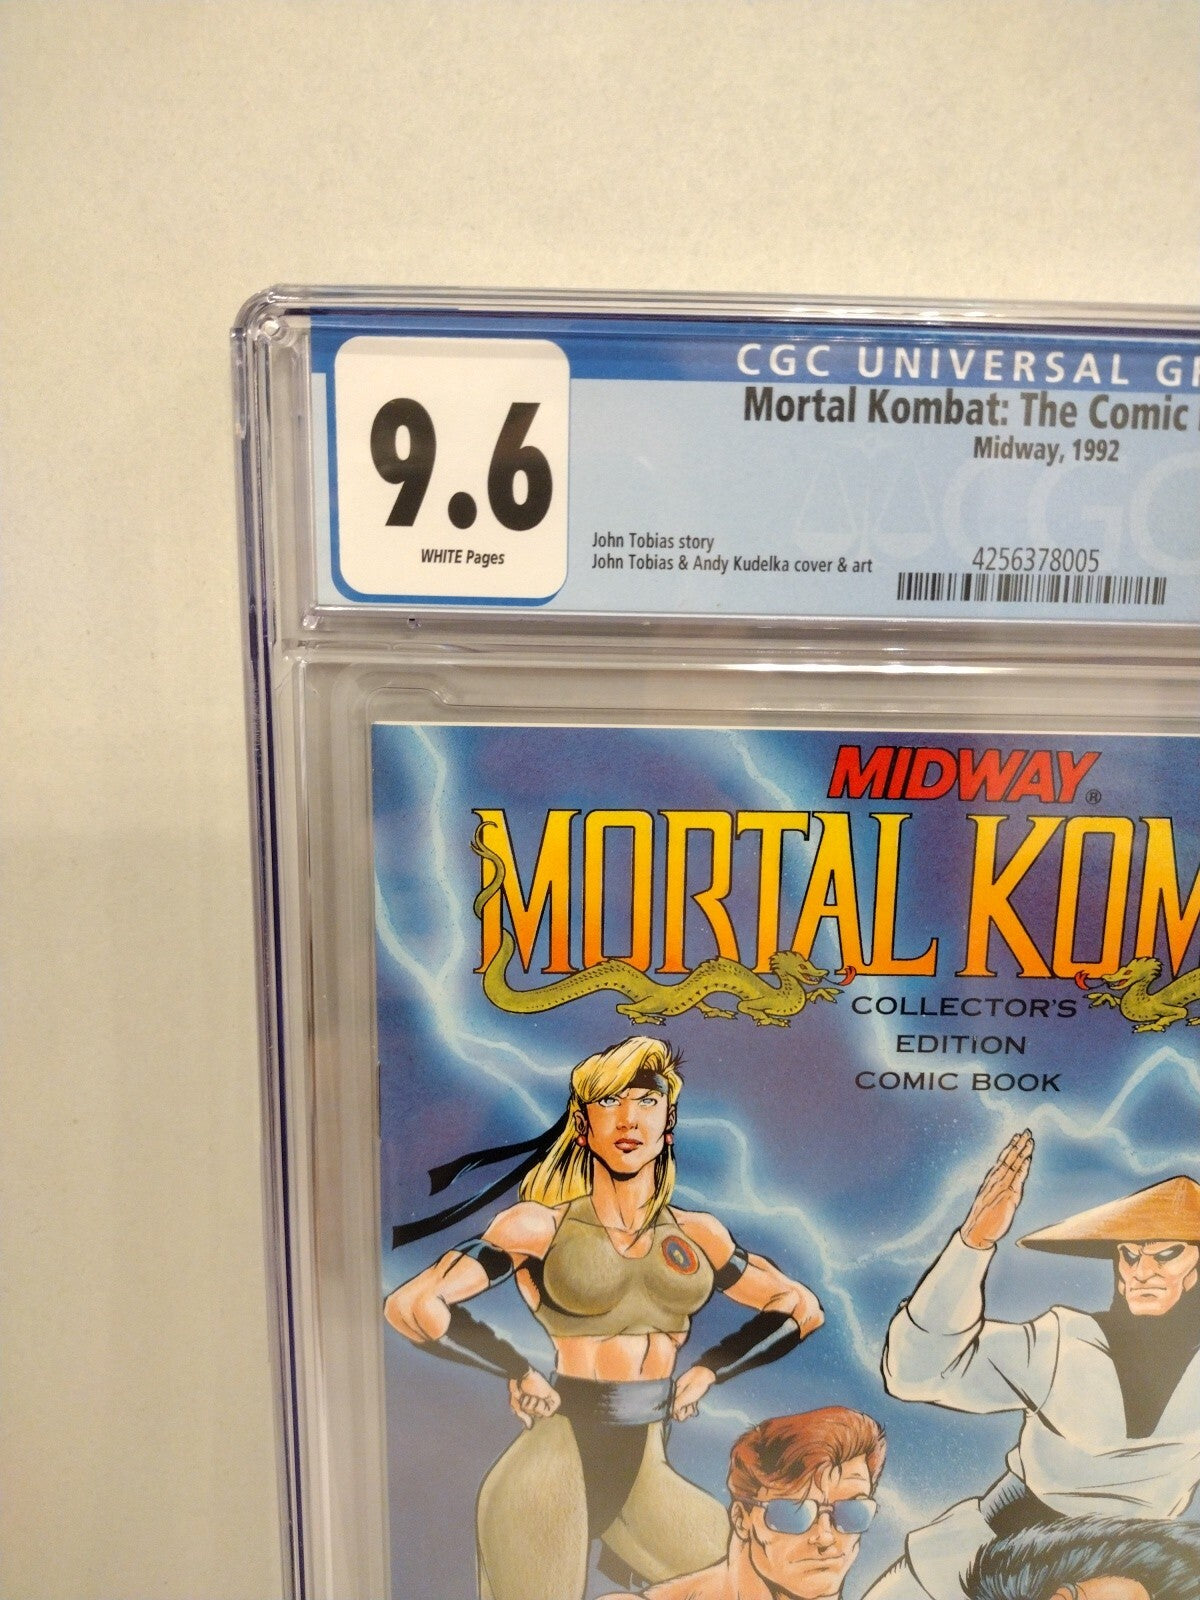 CGC UNIVERSAL GR
9.6
WHITE Pages
Mortal Kombat: The Comic
Midway, 1992
John Tobias story
John Tobias & Andy Kudelka cover & art
4256378005
CGC
MIDWAY®
MORTAL KOM
COLLECTOR'S
EDITION
COMIC BOOK